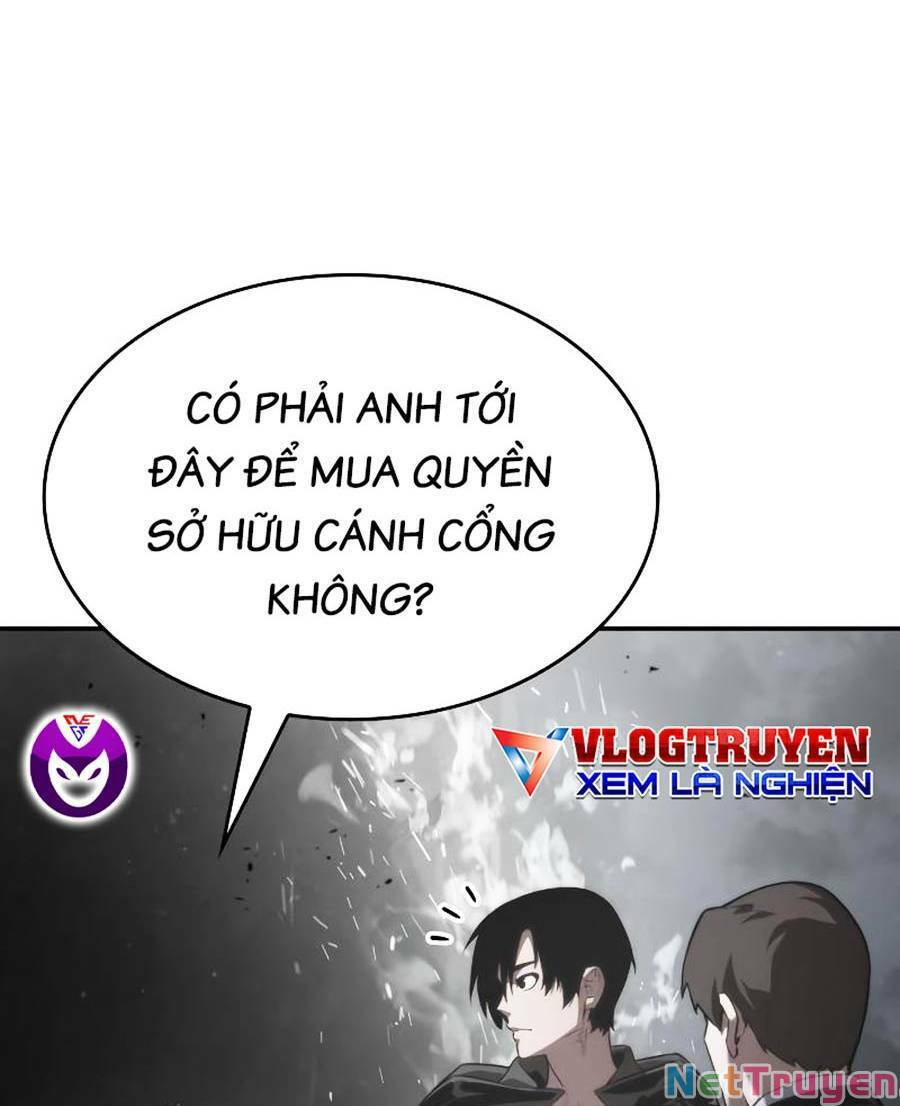 CÓ PHẢI ANH TỚI
ĐÂY ĐỂ MUA QUYỀN
SỞ HỮU CÁNH CỔNG
KHÔNG?
VLOGTRUYEN
XEM LÀ NGHIỆN
NetTruyen